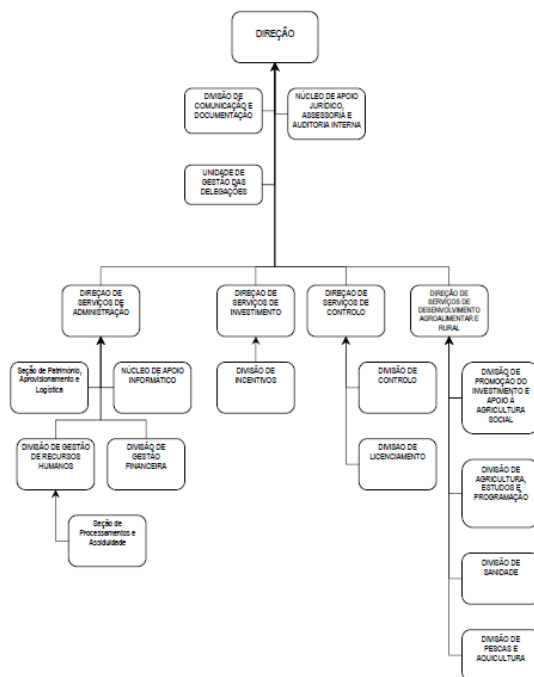 DIREÇÃO
DIVISÃO DE
COMUNICAÇÃO E
DOCUMENTAÇÃO
NÚCLEO DE APOIO
JURÍDICO,
ASSESSORIA E
AUDITORIA INTERNA
UNIDADE DE
GESTÃO DAS
DELEGAÇÕES
DIREÇÃO DE
SERVIÇOS DE
ADMINISTRAÇÃO
DIREÇÃO DE
SERVIÇOS DE
INVESTIMENTO
DIREÇÃO DE
SERVIÇOS DE
CONTROLO
DIREÇÃO DE
SERVIÇOS DE
DESENVOLVIMENTO
AGROALIMENTAR E
RURAL
Seção de Património,
Aprovisionamento e
Logística
NÚCLEO DE APOIO
INFORMATICO
DIVISÃO DE
INCENTIVOS
DIVISÃO DE
CONTROLO
DIVISÃO DE
PROMOÇÃO DO
INVESTIMENTO E
APOIO A
AGRICULTURA
SOCIAL
DIVISÃO DE GESTÃO
DE RECURSOS
HUMANOS
DIVISÃO DE
GESTÃO
FINANCEIRA
DIVISAO DE
LICENCIAMENTO
DIVISÃO DE
AGRICULTURA,
ESTUDOS E
PROGRAMAÇÃO
Seção de
Processamentos e
Assiduidade
DIVISÃO DE
SANIDADE
DIVISÃO DE
PESCAS E
AQUICULTURA